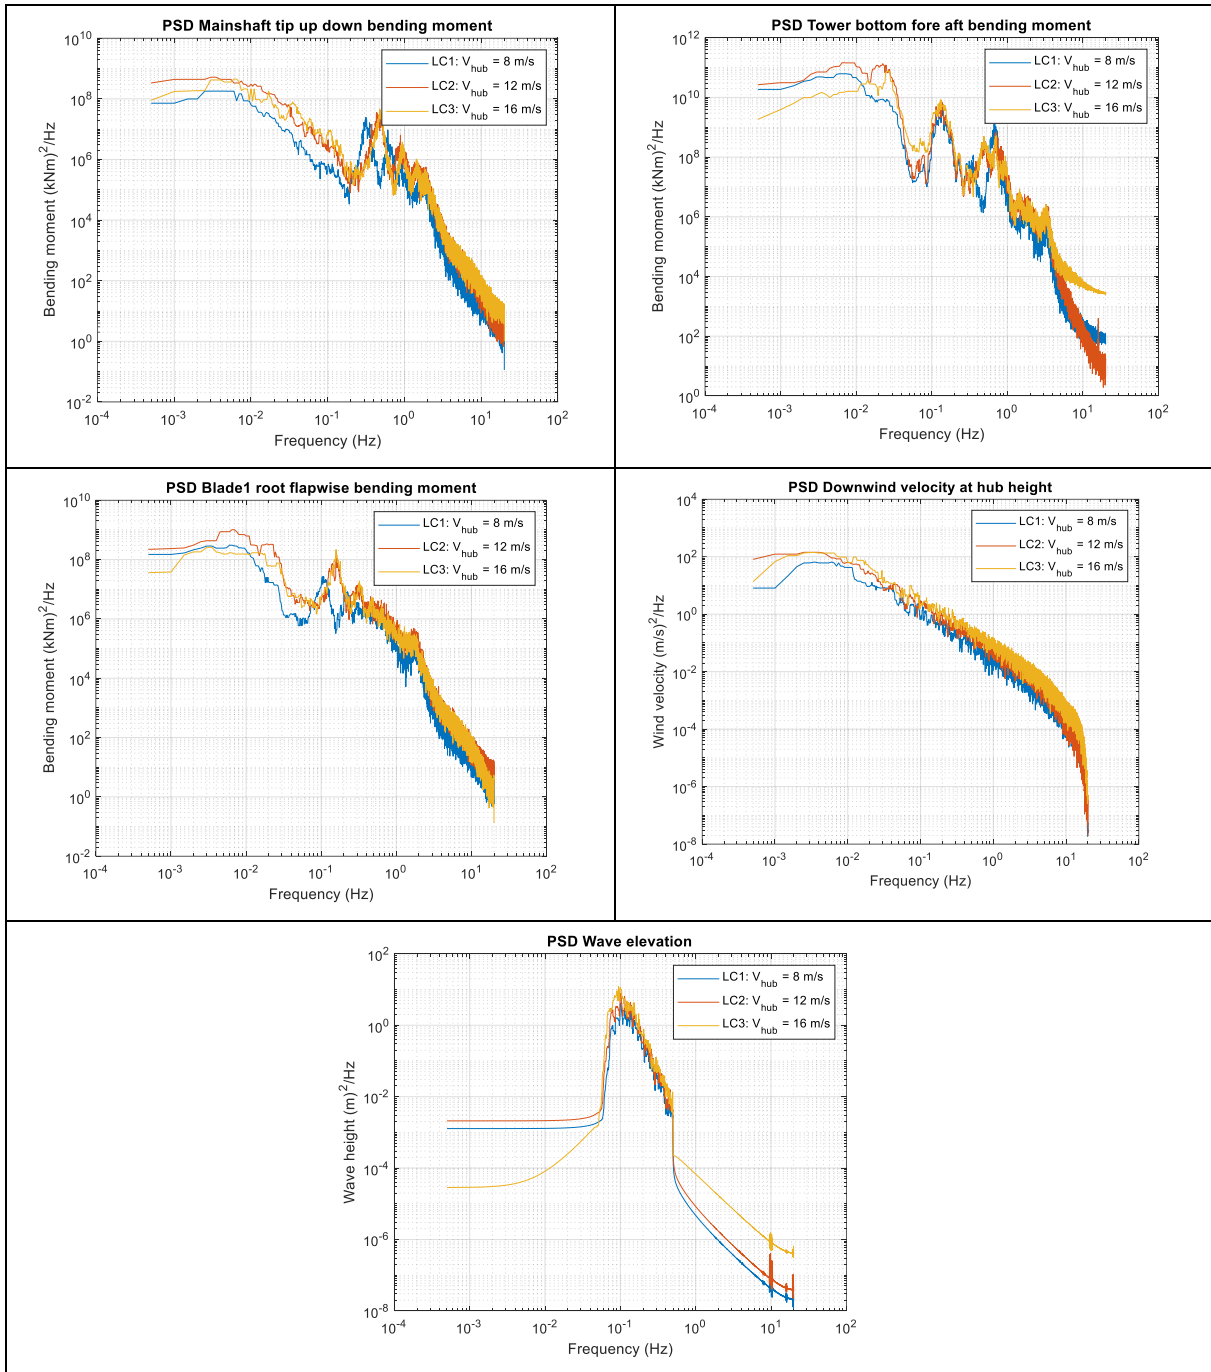 PSD Mainshaft tip up down bending moment
10^10
10^8
10^6
10^4
10^2
10^0
10^-2
Bending moment (kNm)^2/Hz
LC1: V_hub = 8 m/s
LC2: V_hub = 12 m/s
LC3: V_hub = 16 m/s
10^-4 10^-3 10^-2 10^-1 10^0 10^1 10^2
Frequency (Hz)
PSD Tower bottom fore aft bending moment
10^12
10^10
10^8
10^6
10^4
10^2
10^0
Bending moment (kNm)^2/Hz
LC1: V_hub = 8 m/s
LC2: V_hub = 12 m/s
LC3: V_hub = 16 m/s
10^-4 10^-3 10^-2 10^-1 10^0 10^1 10^2
Frequency (Hz)
PSD Blade1 root flapwise bending moment
10^10
10^8
10^6
10^4
10^2
10^0
10^-2
Bending moment (kNm)^2/Hz
LC1: V_hub = 8 m/s
LC2: V_hub = 12 m/s
LC3: V_hub = 16 m/s
10^-4 10^-3 10^-2 10^-1 10^0 10^1 10^2
Frequency (Hz)
PSD Downwind velocity at hub height
10^4
10^2
10^0
10^-2
10^-4
10^-6
10^-8
Wind velocity (m/s)^2/Hz
LC1: V_hub = 8 m/s
LC2: V_hub = 12 m/s
LC3: V_hub = 16 m/s
10^-4 10^-3 10^-2 10^-1 10^0 10^1 10^2
Frequency (Hz)
PSD Wave elevation
10^2
10^0
10^-2
10^-4
10^-6
10^-8
Wave height (m)^2/Hz
LC1: V_hub = 8 m/s
LC2: V_hub = 12 m/s
LC3: V_hub = 16 m/s
10^-4 10^-3 10^-2 10^-1 10^0 10^1 10^2
Frequency (Hz)